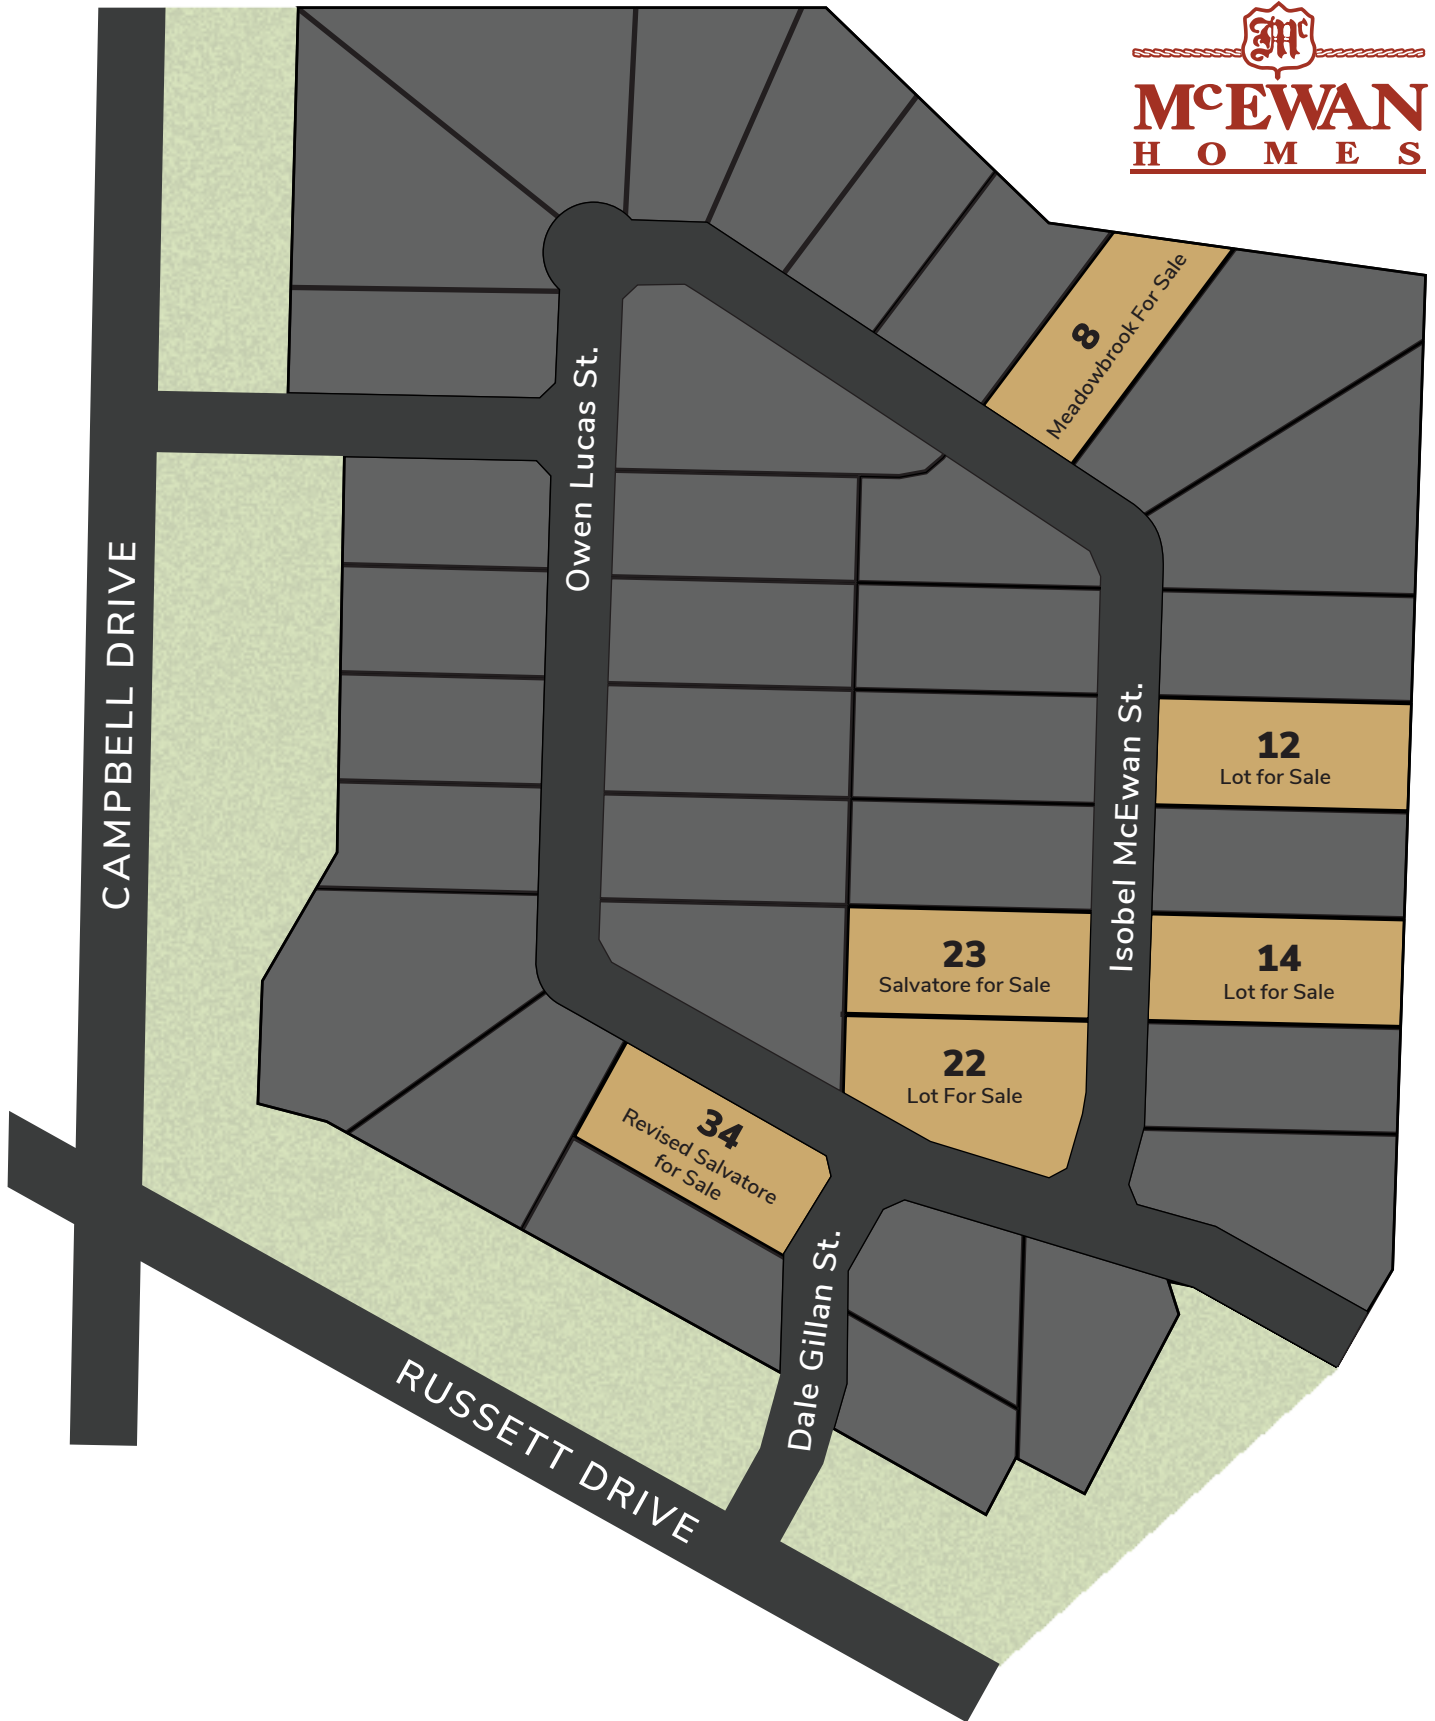 Mc
McEWAN
HOMES
8
Meadowbrook For Sale
Owen Lucas St.
CAMPBELL DRIVE
Isobel McEwan St.
12
Lot for Sale
23
Salvatore for Sale
14
Lot for Sale
22
Lot For Sale
34
Revised Salvatore
for Sale
Dale Gillan St.
RUSSETT DRIVE